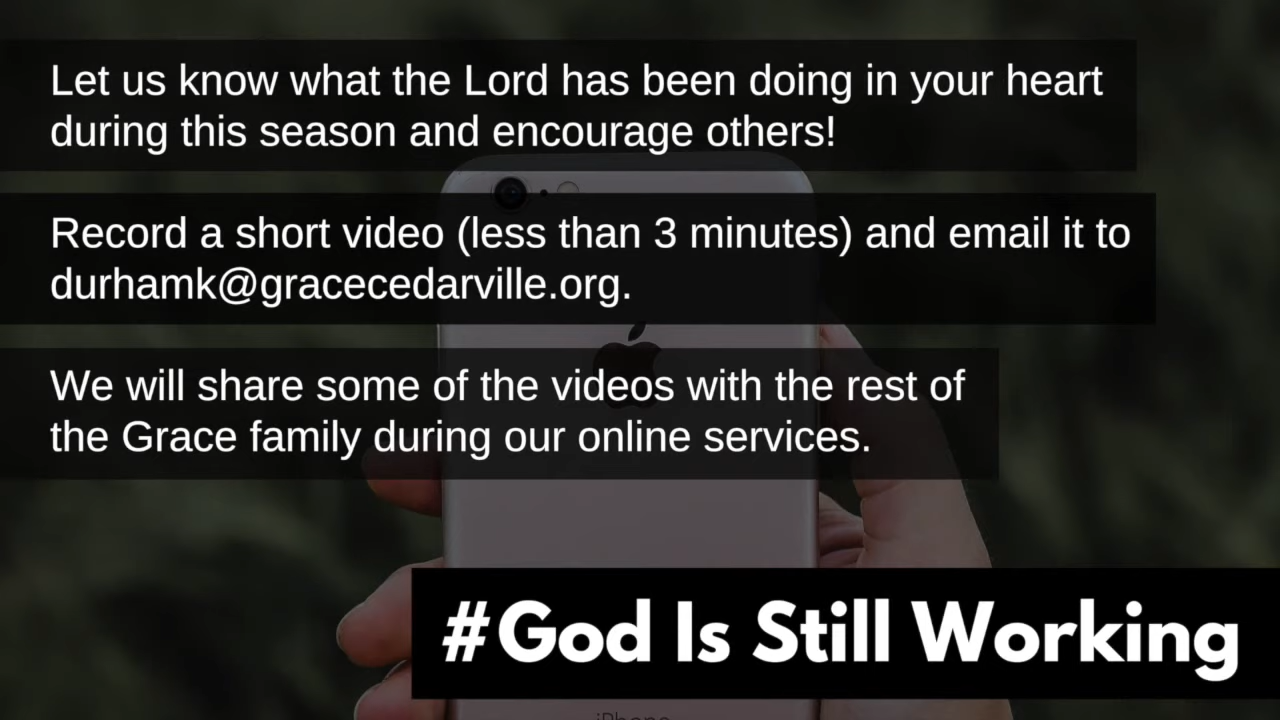 Let us know what the Lord has been doing in your heart
during this season and encourage others!
Record a short video (less than 3 minutes) and email it to
durhamk@gracecedarville.org.
We will share some of the videos with the rest of
the Grace family during our online services.
#God Is Still Working
iPhone